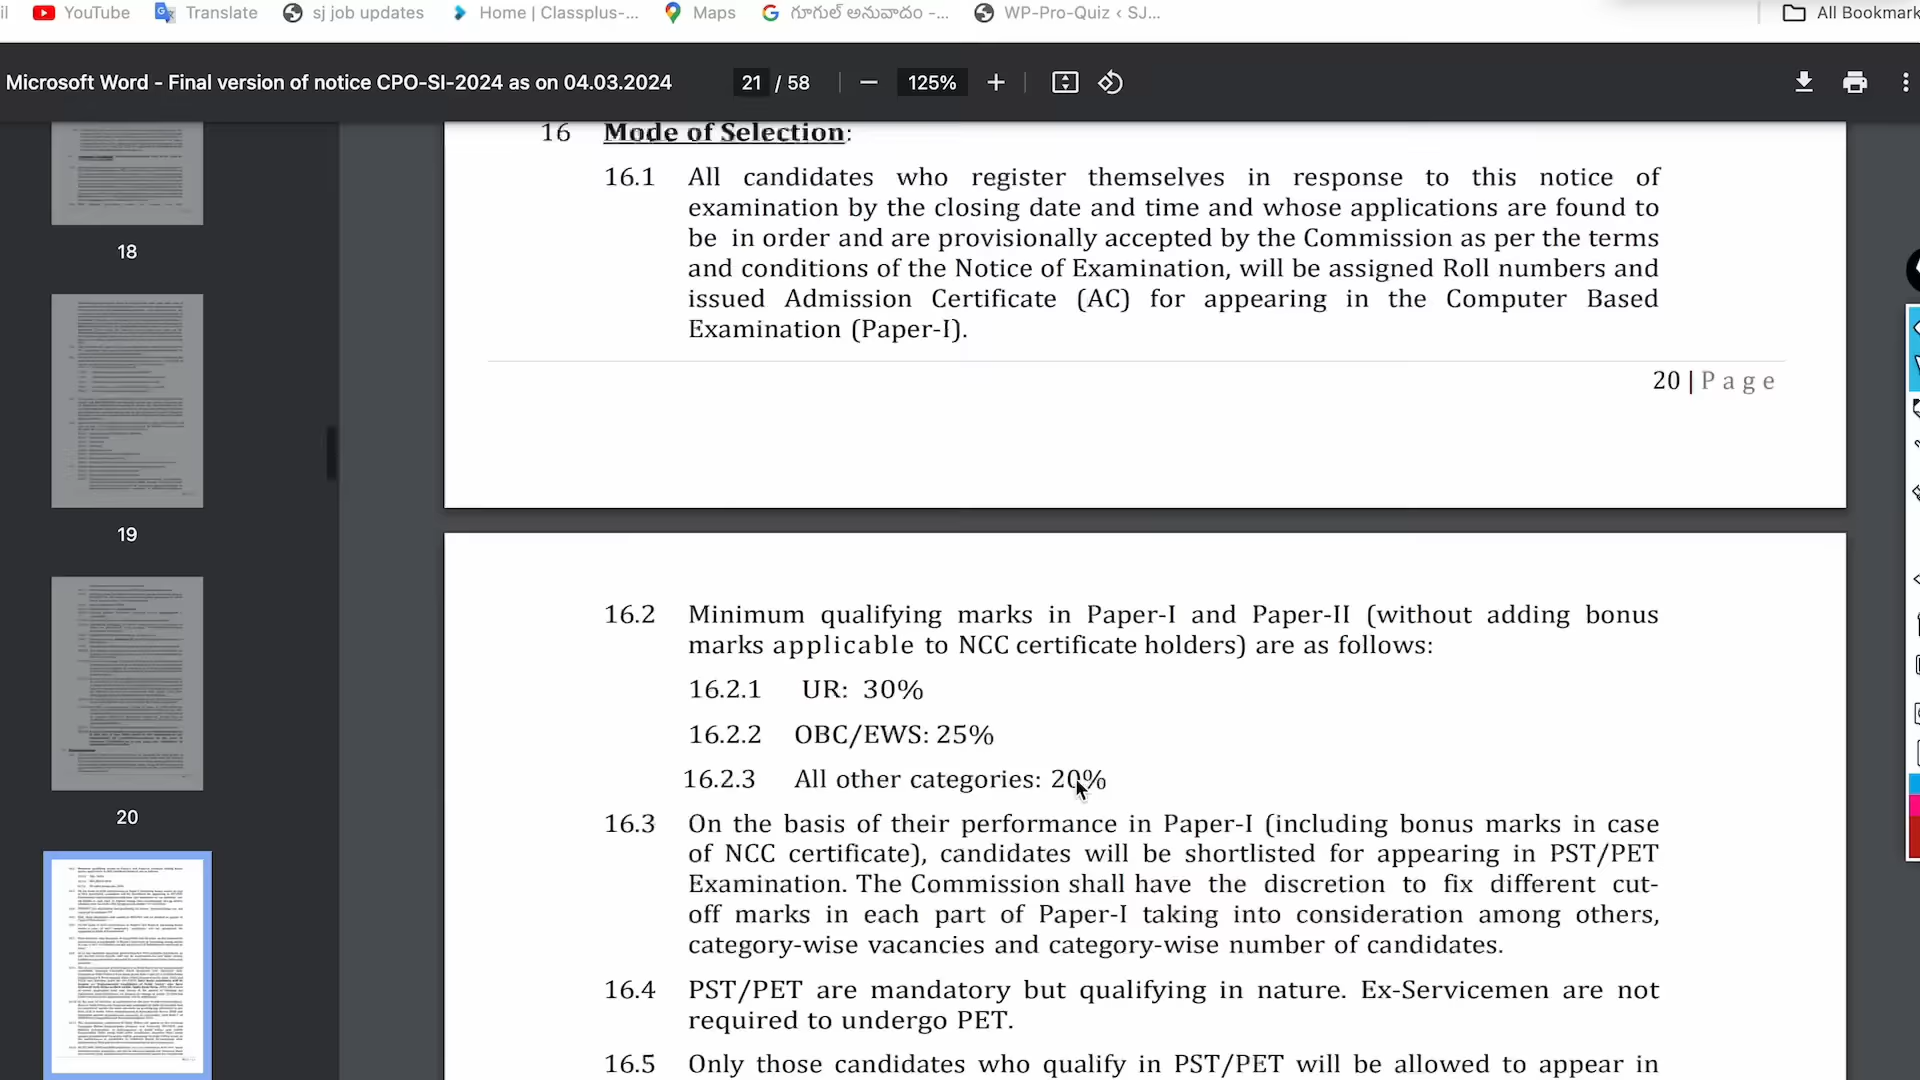 YouTube Translate sj job updates Home | Classplus-... Maps గూగుల్ అనువాదం -... WP-Pro-Quiz ‹ SJ... All Bookmark
Microsoft Word - Final version of notice CPO-SI-2024 as on 04.03.2024 21 / 58 125%
18
19
20
16 Mode of Selection:
16.1 All candidates who register themselves in response to this notice of
examination by the closing date and time and whose applications are found to
be in order and are provisionally accepted by the Commission as per the terms
and conditions of the Notice of Examination, will be assigned Roll numbers and
issued Admission Certificate (AC) for appearing in the Computer Based
Examination (Paper-I).
20 | P a g e
16.2 Minimum qualifying marks in Paper-I and Paper-II (without adding bonus
marks applicable to NCC certificate holders) are as follows:
16.2.1 UR: 30%
16.2.2 OBC/EWS: 25%
16.2.3 All other categories: 20%
16.3 On the basis of their performance in Paper-I (including bonus marks in case
of NCC certificate), candidates will be shortlisted for appearing in PST/PET
Examination. The Commission shall have the discretion to fix different cut-
off marks in each part of Paper-I taking into consideration among others,
category-wise vacancies and category-wise number of candidates.
16.4 PST/PET are mandatory but qualifying in nature. Ex-Servicemen are not
required to undergo PET.
16.5 Only those candidates who qualify in PST/PET will be allowed to appear in